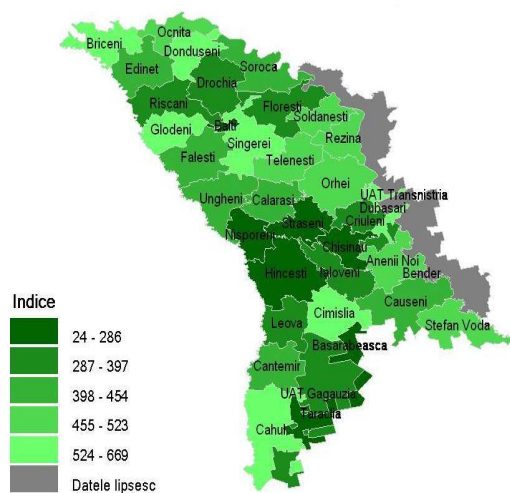 Ocnita
Briceni
Donduseni
Edinet
Soroca
Drochia
Riscani
Floresti
Soldanesti
Balti
Glodeni
Singerei
Rezina
Falesti
Telenesti
Orhei
UAT Transnistria
Ungheni
Calarasi
Dubasari
Straseni
Criuleni
Nisporeni
Chisinau
Anenii Noi
Hincesti
Ialoveni
Bender
Causeni
Cimislia
Leova
Stefan Voda
Basarabeasca
Cantemir
UAT Gagauzia
Taraclia
Cahul
Indice
24 - 286
287 - 397
398 - 454
455 - 523
524 - 669
Datele lipsesc